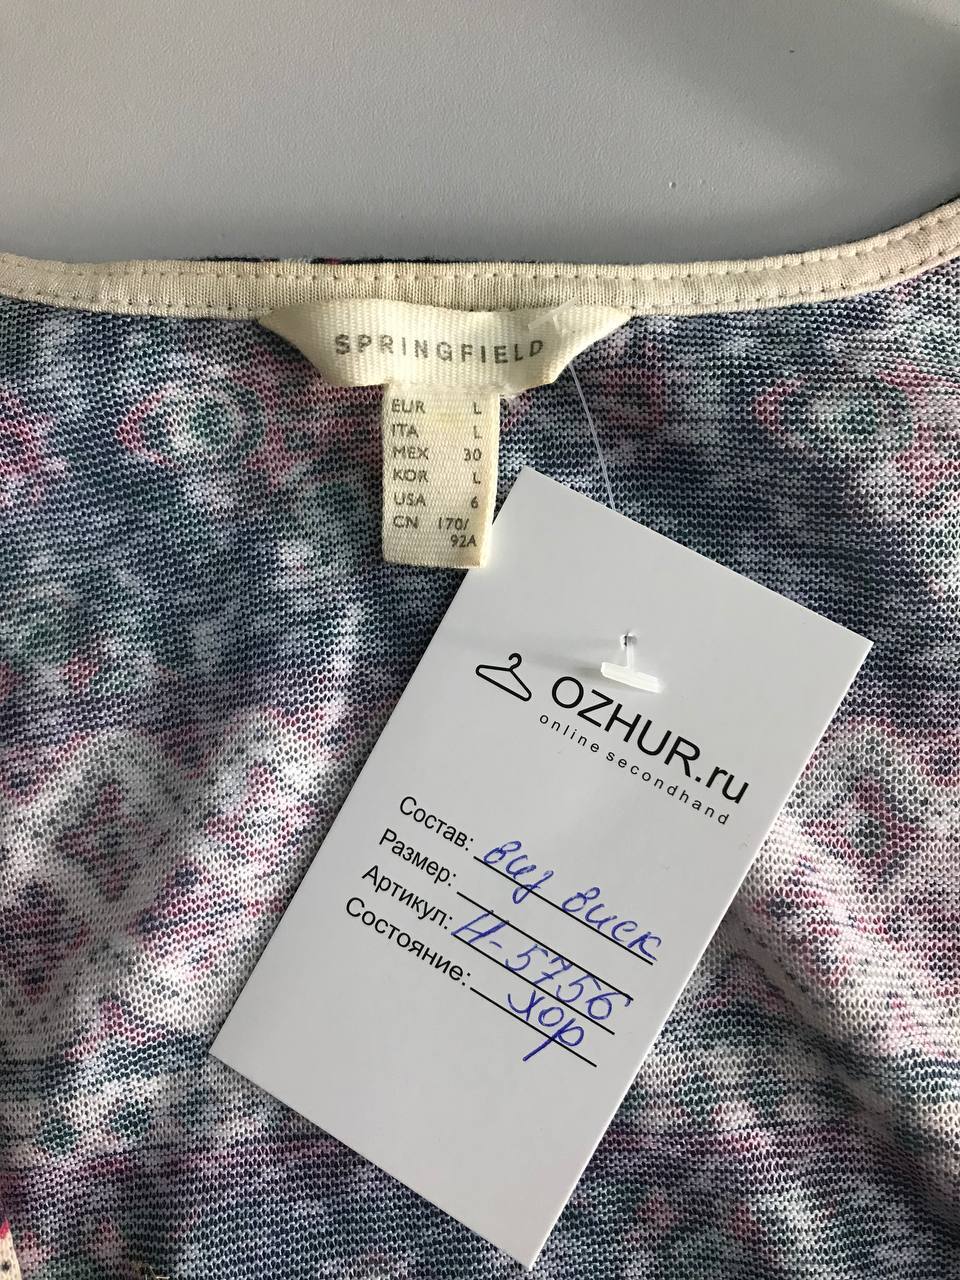 SPRINGFIELD
EUR L
ITA L
MEX 30
KOR L
USA 6
CN 170/
92A
OZHUR.ru
online secondhand
Состав: виз виск
Размер:
Артикул: Н-5756
Состояние: хор